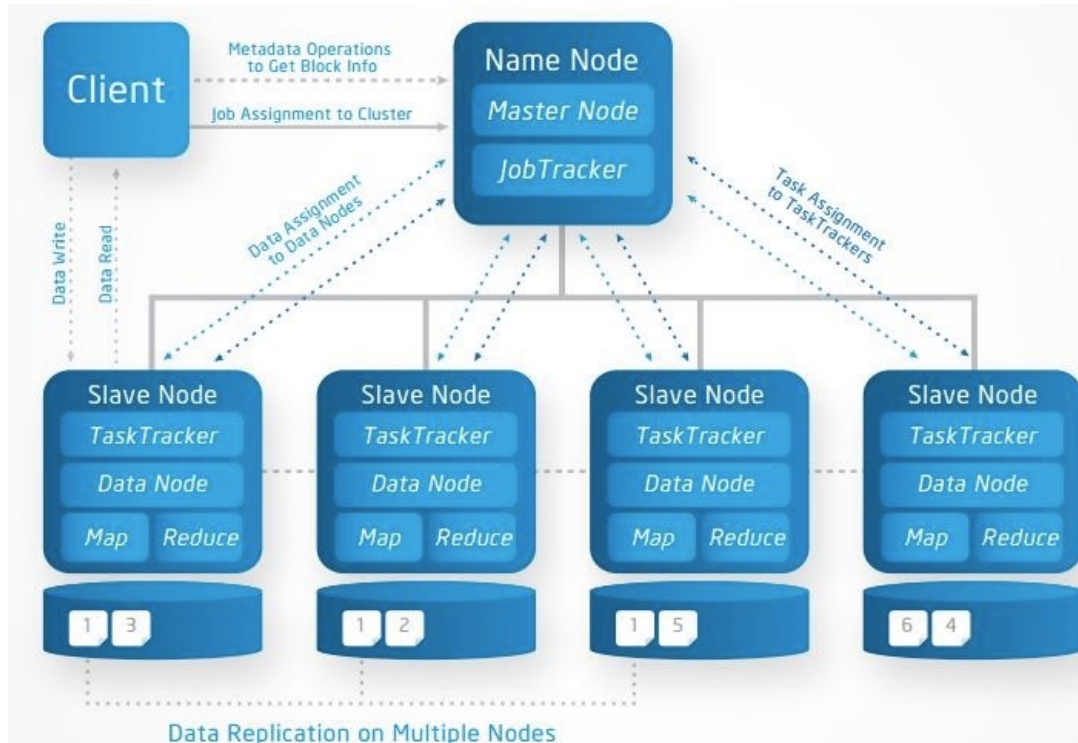 Client
Metadata Operations
to Get Block Info
Job Assignment to Cluster
Name Node
Master Node
JobTracker
Data Write
Data Read
Data Assignment
to Data Nodes
Task Assignment
to TaskTrackers
Slave Node
TaskTracker
Data Node
Map Reduce
1 3
Slave Node
TaskTracker
Data Node
Map Reduce
1 2
Slave Node
TaskTracker
Data Node
Map Reduce
1 5
Slave Node
TaskTracker
Data Node
Map Reduce
6 4
Data Replication on Multiple Nodes